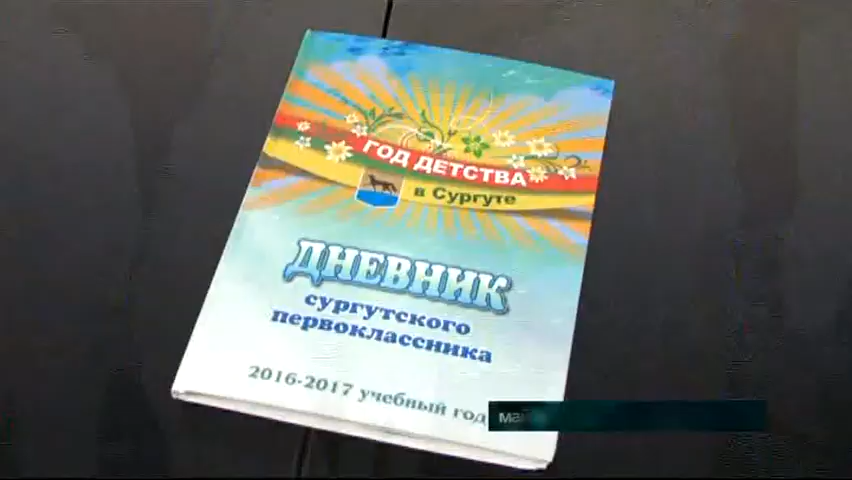 ГОД ДЕТСТВА
в Сургуте
ДНЕВНИК
сургутского
первоклассника
2016-2017 учебный год